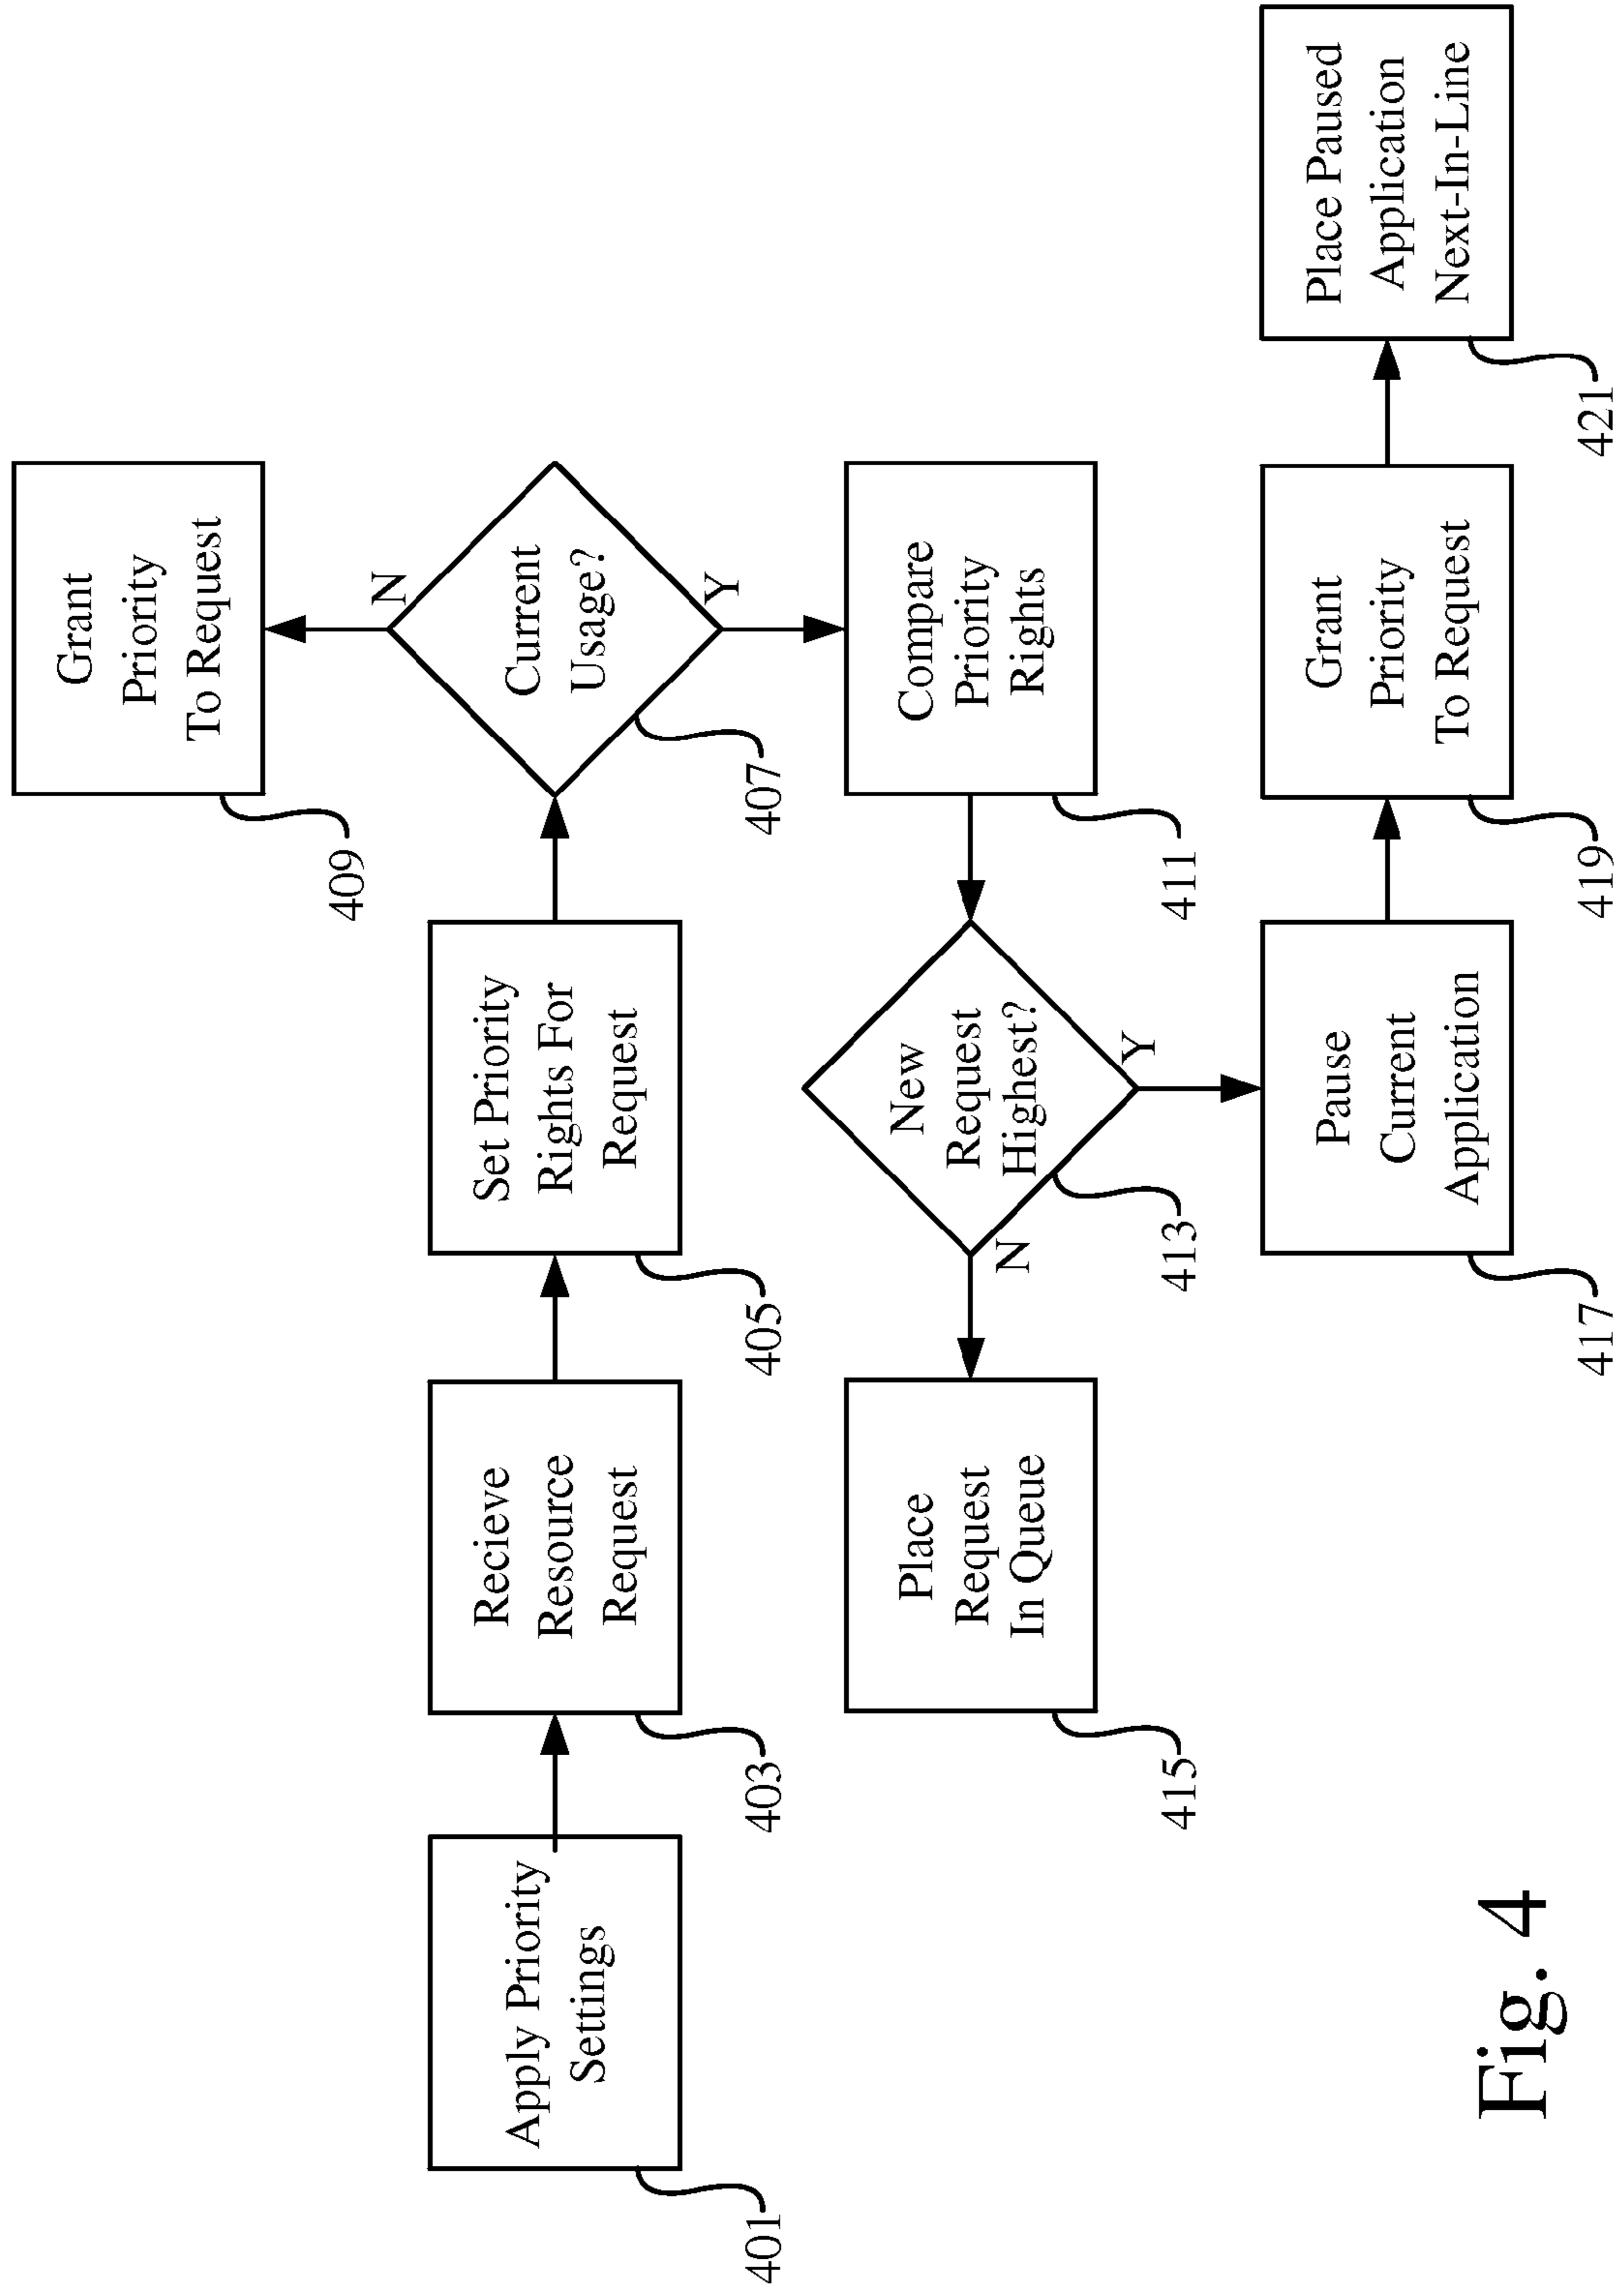 Grant
Priority
To Request
409
N
Apply Priority
Settings
401
Recieve
Resource
Request
403
Set Priority
Rights For
Request
405
Current
Usage?
407
Y
Place
Request
In Queue
415
N
New
Request
Highest?
413
Y
Compare
Priority
Rights
411
Pause
Current
Application
417
Grant
Priority
To Request
419
Place Paused
Application
Next-In-Line
421
Fig. 4